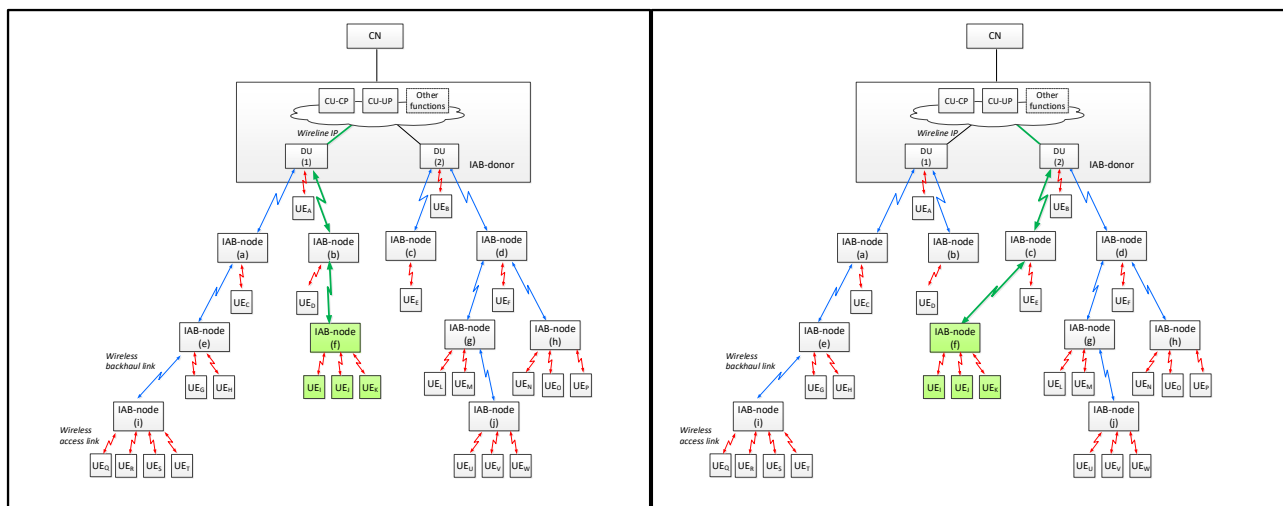 CN
CU-CP
CU-UP
Other
functions
Wireline IP
DU
(1)
DU
(2)
IAB-donor
UEA
UEB
IAB-node
(a)
IAB-node
(b)
IAB-node
(c)
IAB-node
(d)
UEC
UED
UEE
UEF
IAB-node
(e)
IAB-node
(f)
IAB-node
(g)
IAB-node
(h)
Wireless
backhaul link
UEG
UEH
UEI
UEJ
UEK
UEL
UEM
UEN
UEO
UEP
IAB-node
(i)
IAB-node
(j)
Wireless
access link
UEQ
UER
UES
UET
UEU
UEV
UEW
CN
CU-CP
CU-UP
Other
functions
Wireline IP
DU
(1)
DU
(2)
IAB-donor
UEA
UEB
IAB-node
(a)
IAB-node
(b)
IAB-node
(c)
IAB-node
(d)
UEC
UED
UEE
UEF
IAB-node
(e)
IAB-node
(f)
IAB-node
(g)
IAB-node
(h)
Wireless
backhaul link
UEG
UEH
UEI
UEJ
UEK
UEL
UEM
UEN
UEO
UEP
IAB-node
(i)
IAB-node
(j)
Wireless
access link
UEQ
UER
UES
UET
UEU
UEV
UEW